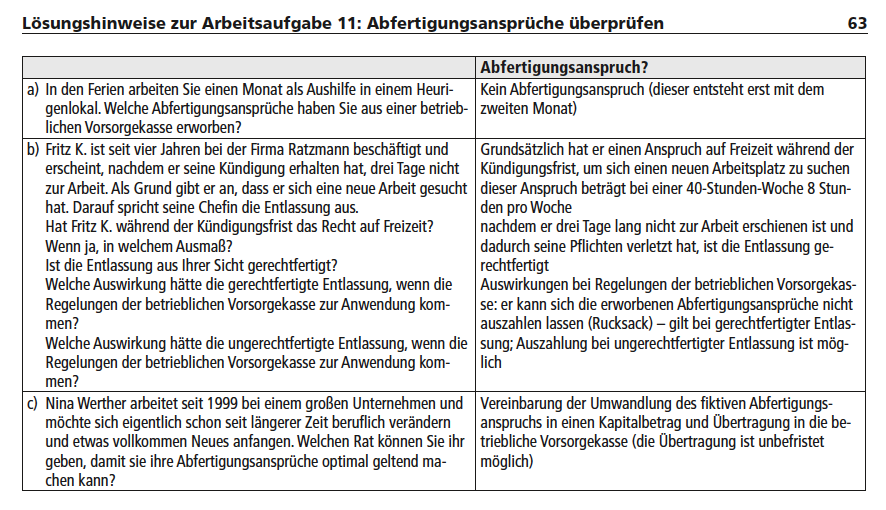 Lösungshinweise zur Arbeitsaufgabe 11: Abfertigungsansprüche überprüfen 63
Abfertigungsanspruch?
a) In den Ferien arbeiten Sie einen Monat als Aushilfe in einem Heuri-
genlokal. Welche Abfertigungsansprüche haben Sie aus einer betrieb-
lichen Vorsorgekasse erworben?
Kein Abfertigungsanspruch (dieser entsteht erst mit dem
zweiten Monat)
b) Fritz K. ist seit vier Jahren bei der Firma Ratzmann beschäftigt und
erscheint, nachdem er seine Kündigung erhalten hat, drei Tage nicht
zur Arbeit. Als Grund gibt er an, dass er sich eine neue Arbeit gesucht
hat. Darauf spricht seine Chefin die Entlassung aus.
Hat Fritz K. während der Kündigungsfrist das Recht auf Freizeit?
Wenn ja, in welchem Ausmaß?
Ist die Entlassung aus Ihrer Sicht gerechtfertigt?
Welche Auswirkung hätte die gerechtfertigte Entlassung, wenn die
Regelungen der betrieblichen Vorsorgekasse zur Anwendung kom-
men?
Welche Auswirkung hätte die ungerechtfertigte Entlassung, wenn die
Regelungen der betrieblichen Vorsorgekasse zur Anwendung kom-
men?
Grundsätzlich hat er einen Anspruch auf Freizeit während der
Kündigungsfrist, um sich einen neuen Arbeitsplatz zu suchen
dieser Anspruch beträgt bei einer 40-Stunden-Woche 8 Stun-
den pro Woche
nachdem er drei Tage lang nicht zur Arbeit erschienen ist und
dadurch seine Pflichten verletzt hat, ist die Entlassung ge-
rechtfertigt
Auswirkungen bei Regelungen der betrieblichen Vorsorgekas-
se: er kann sich die erworbenen Abfertigungsansprüche nicht
auszahlen lassen (Rucksack) – gilt bei gerechtfertigter Entlas-
sung; Auszahlung bei ungerechtfertigter Entlassung ist mög-
lich
c) Nina Werther arbeitet seit 1999 bei einem großen Unternehmen und
möchte sich eigentlich schon seit längerer Zeit beruflich verändern
und etwas vollkommen Neues anfangen. Welchen Rat können Sie ihr
geben, damit sie ihre Abfertigungsansprüche optimal geltend ma-
chen kann?
Vereinbarung der Umwandlung des fiktiven Abfertigungs-
anspruchs in einen Kapitalbetrag und Übertragung in die be-
triebliche Vorsorgekasse (die Übertragung ist unbefristet
möglich)